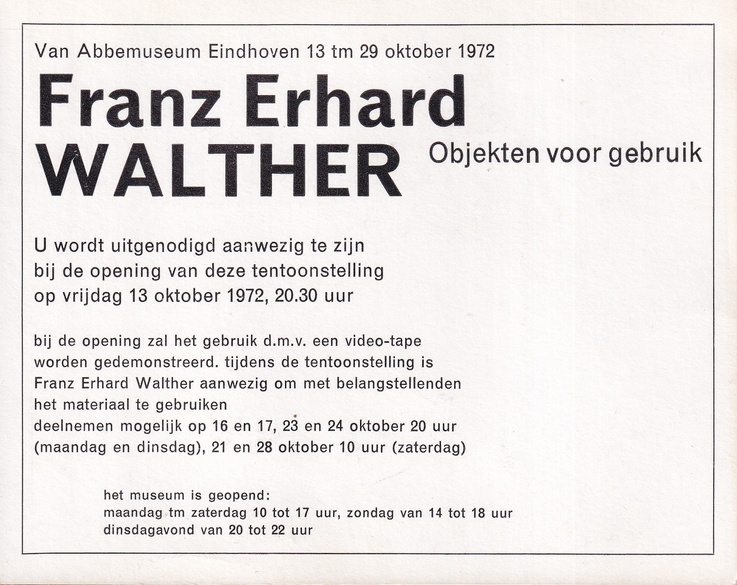 Van Abbemuseum Eindhoven 13 tm 29 oktober 1972
Franz Erhard
WALTHER
Objekten voor gebruik
U wordt uitgenodigd aanwezig te zijn
bij de opening van deze tentoonstelling
op vrijdag 13 oktober 1972, 20.30 uur
bij de opening zal het gebruik d.m.v. een video-tape
worden gedemonstreerd. tijdens de tentoonstelling is
Franz Erhard Walther aanwezig om met belangstellenden
het materiaal te gebruiken
deelnemen mogelijk op 16 en 17, 23 en 24 oktober 20 uur
(maandag en dinsdag), 21 en 28 oktober 10 uur (zaterdag)
het museum is geopend:
maandag tm zaterdag 10 tot 17 uur, zondag van 14 tot 18 uur
dinsdagavond van 20 tot 22 uur